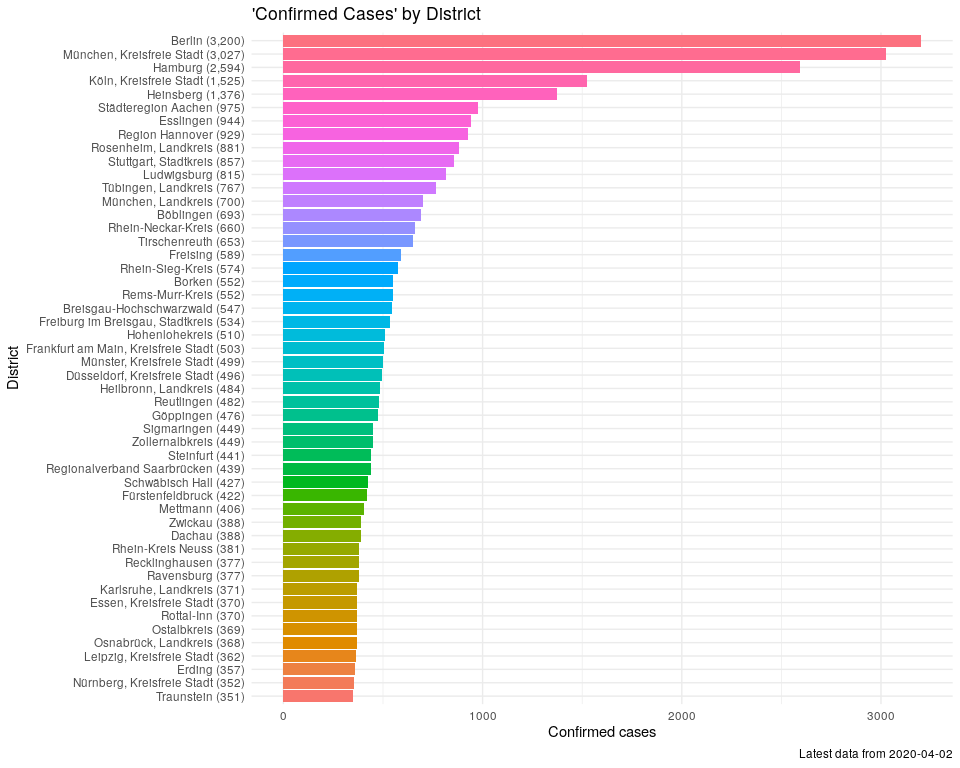 'Confirmed Cases' by District
Berlin (3,200)
München, Kreisfreie Stadt (3,027)
Hamburg (2,594)
Köln, Kreisfreie Stadt (1,525)
Heinsberg (1,376)
Städteregion Aachen (975)
Esslingen (944)
Region Hannover (929)
Rosenheim, Landkreis (881)
Stuttgart, Stadtkreis (857)
Ludwigsburg (815)
Tübingen, Landkreis (767)
München, Landkreis (700)
Böblingen (693)
Rhein-Neckar-Kreis (660)
Tirschenreuth (653)
Freising (589)
Rhein-Sieg-Kreis (574)
Borken (552)
Rems-Murr-Kreis (552)
Breisgau-Hochschwarzwald (547)
Freiburg im Breisgau, Stadtkreis (534)
Hohenlohekreis (510)
Frankfurt am Main, Kreisfreie Stadt (503)
Münster, Kreisfreie Stadt (499)
Düsseldorf, Kreisfreie Stadt (496)
Heilbronn, Landkreis (484)
Reutlingen (482)
Göppingen (476)
Sigmaringen (449)
Zollernalbkreis (449)
Steinfurt (441)
Regionalverband Saarbrücken (439)
Schwäbisch Hall (427)
Fürstenfeldbruck (422)
Mettmann (406)
Zwickau (388)
Dachau (388)
Rhein-Kreis Neuss (381)
Recklinghausen (377)
Ravensburg (377)
Karlsruhe, Landkreis (371)
Essen, Kreisfreie Stadt (370)
Rottal-Inn (370)
Ostalbkreis (369)
Osnabrück, Landkreis (368)
Leipzig, Kreisfreie Stadt (362)
Erding (357)
Nürnberg, Kreisfreie Stadt (352)
Traunstein (351)
District
0 1000 2000 3000
Confirmed cases
Latest data from 2020-04-02